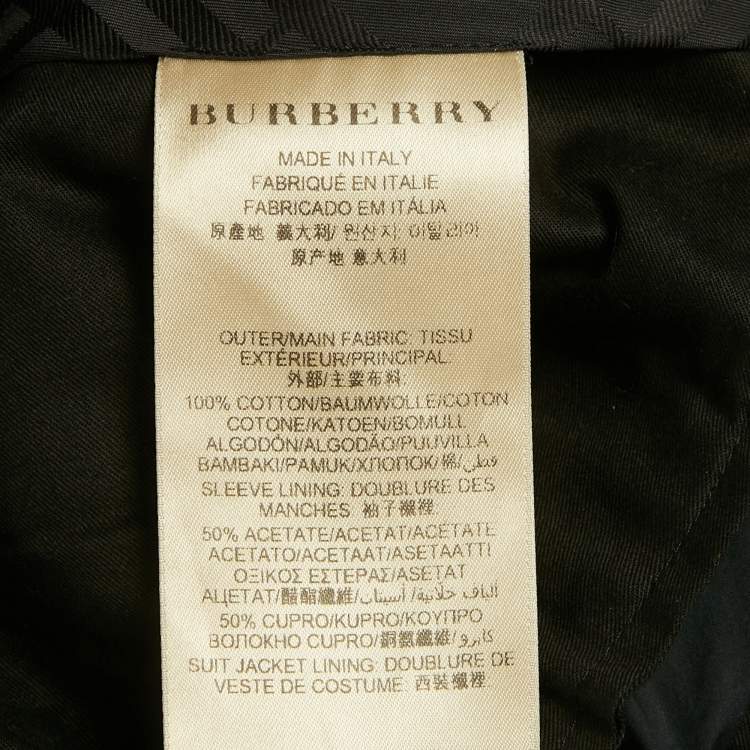 BURBERRY
MADE IN ITALY
FABRIQUÉ EN ITALIE
FABRICADO EM ITÁLIA
原產地 義大利/ 원산지 이탈리아
原产地 意大利
OUTER/MAIN FABRIC: TISSU
EXTÉRIEUR/PRINCIPAL:
外部/主要布料:
100% COTTON/BAUMWOLLE/COTON
COTONE/KATOEN/BOMULL
ALGODÓN/ALGODÃO/PUUVILLA
BAMBAKI/PAMUK/ХЛОПОК/棉/قطن
SLEEVE LINING: DOUBLURE DES
MANCHES: 袖子襯裡:
50% ACETATE/ACETAT/ACÉTATE
ACETATO/ACETAAT/ASETAATTI
ΟΞΙΚΟΣ ΕΣΤΕΡΑΣ/ASETAT
АЦЕТАТ/醋酯纖維/ألياف خلاتية/ أسيتات
50% CUPRO/KUPRO/ΚΟΥΠΡΟ
ВОЛОКНО CUPRO/銅氨纖維/كابرو
SUIT JACKET LINING: DOUBLURE DE
VESTE DE COSTUME: 西裝襯裡: